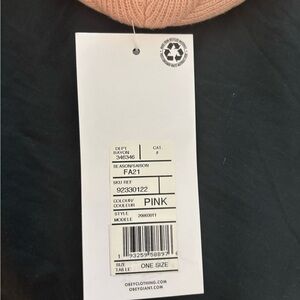 DEPT
RAYON
346346
CAT.
F
SEASON/SAISON
FA21
SKU REF
92330122
COLOUR/
COULEUR
PINK
STYLE
MODELE
SIZE
TAILLE
ONE SIZE
OBEYCLOTHING.COM
OBEYGIANT.COM